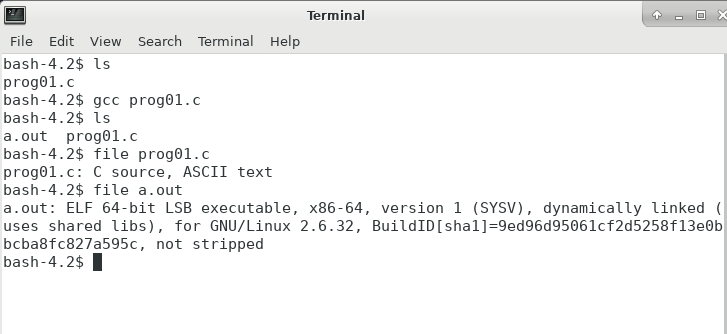 Terminal
File Edit View Search Terminal Help
bash-4.2$ ls
prog01.c
bash-4.2$ gcc prog01.c
bash-4.2$ ls
a.out  prog01.c
bash-4.2$ file prog01.c
prog01.c: C source, ASCII text
bash-4.2$ file a.out
a.out: ELF 64-bit LSB executable, x86-64, version 1 (SYSV), dynamically linked (
uses shared libs), for GNU/Linux 2.6.32, BuildID[sha1]=9ed96d95061cf2d5258f13e0b
bcba8fc827a595c, not stripped
bash-4.2$